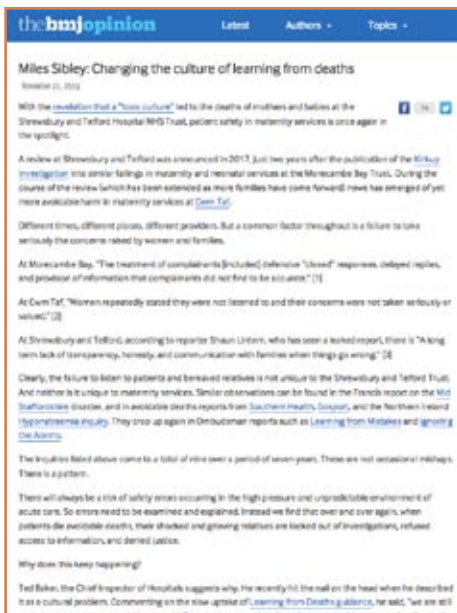 thebmjopinion Latest Authors Topics
Miles Sibley: Changing the culture of learning from deaths
November 21, 2019
With the revelation that a "toxic culture" led to the deaths of mothers and babies at the
Shrewsbury and Telford Hospital NHS Trust, patient safety in maternity services is once again in
the spotlight.
A review at Shrewsbury and Telford was announced in 2017, just two years after the publication of the Kirkup
investigation into similar failings in maternity and neonatal services at the Morecambe Bay Trust. During the
course of the review (which has been extended as more families have come forward) news has emerged of yet
more avoidable harm in maternity services at Cwm Taf.
Different times, different places, different providers. But a common factor throughout is a failure to take
seriously the concerns raised by women and families.
At Morecambe Bay, "The treatment of complainants [included] defensive "closed" responses, delayed replies,
and provision of information that complainants did not find to be accurate." [1]
At Cwm Taf, "Women repeatedly stated they were not listened to and their concerns were not taken seriously or
valued." [2]
At Shrewsbury and Telford, according to reporter Shaun Lintern, who has seen a leaked report, there is "A long
term lack of transparency, honesty, and communication with families when things go wrong." [3]
Clearly, the failure to listen to patients and bereaved relatives is not unique to the Shrewsbury and Telford Trust.
And neither is it unique to maternity services. Similar observations can be found in the Francis report on the Mid
Staffordshire disaster, and in avoidable deaths reports from Southern Health, Gosport, and the Northern Ireland
Hyponatraemia inquiry. They crop up again in Ombudsman reports such as Learning from Mistakes and Ignoring
the Alarms.
The inquiries listed above come to a total of nine over a period of seven years. These are not occasional mishaps.
There is a pattern.
There will always be a risk of safety errors occurring in the high pressure and unpredictable environment of
acute care. So errors need to be examined and explained. Instead we find that over and over again, when
patients die avoidable deaths, their shocked and grieving relatives are locked out of investigations, refused
access to information, and denied justice.
Why does this keep happening?
Ted Baker, the Chief Inspector of Hospitals suggests why. He recently hit the nail on the head when he described
it as a cultural problem. Commenting on the slow uptake of Learning from Deaths guidance, he said, "we are still